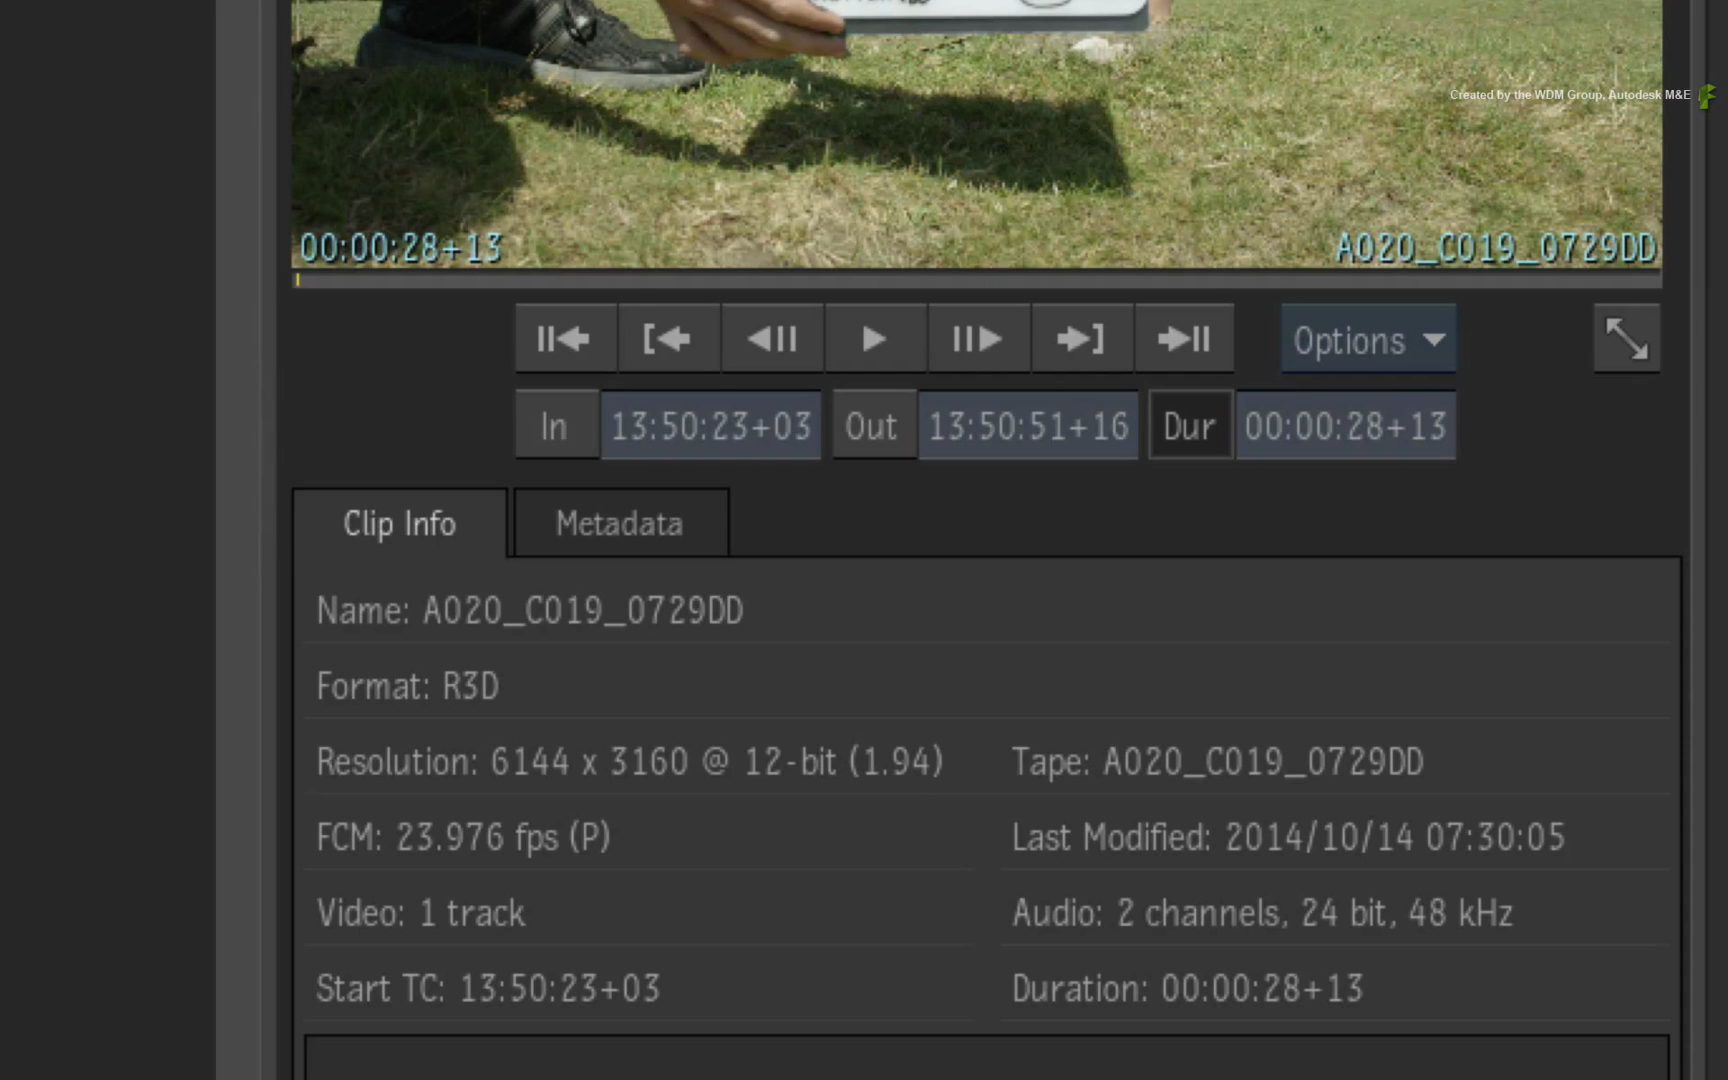 Created by the WDM Group, Autodesk M&E
00:00:28+13
A020_C019_0729DD
Options
In 13:50:23+03 Out 13:50:51+16 Dur 00:00:28+13
Clip Info
Metadata
Name: A020_C019_0729DD
Format: R3D
Resolution: 6144 x 3160 @ 12-bit (1.94)
Tape: A020_C019_0729DD
FCM: 23.976 fps (P)
Last Modified: 2014/10/14 07:30:05
Video: 1 track
Audio: 2 channels, 24 bit, 48 kHz
Start TC: 13:50:23+03
Duration: 00:00:28+13